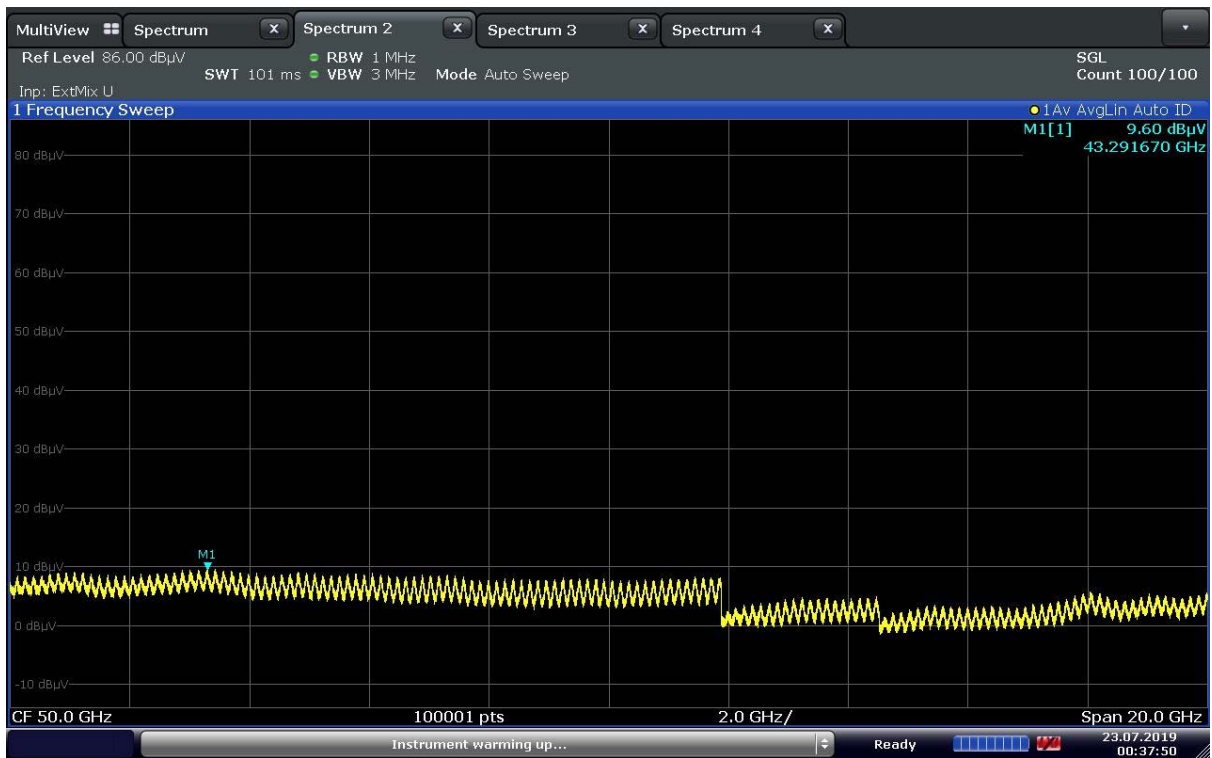 MultiView Spectrum X Spectrum 2 X Spectrum 3 X Spectrum 4 X
Ref Level 86.00 dBµV RBW 1 MHz SGL
SWT 101 ms VBW 3 MHz Mode Auto Sweep Count 100/100
Inp: ExtMix U
1 Frequency Sweep 1Av AvgLin Auto ID
M1[1] 9.60 dBµV
43.291670 GHz
80 dBµV
70 dBµV
60 dBµV
50 dBµV
40 dBµV
30 dBµV
20 dBµV
M1
10 dBµV
0 dBµV
-10 dBµV
CF 50.0 GHz 100001 pts 2.0 GHz/ Span 20.0 GHz
Instrument warming up... Ready 23.07.2019
00:37:50